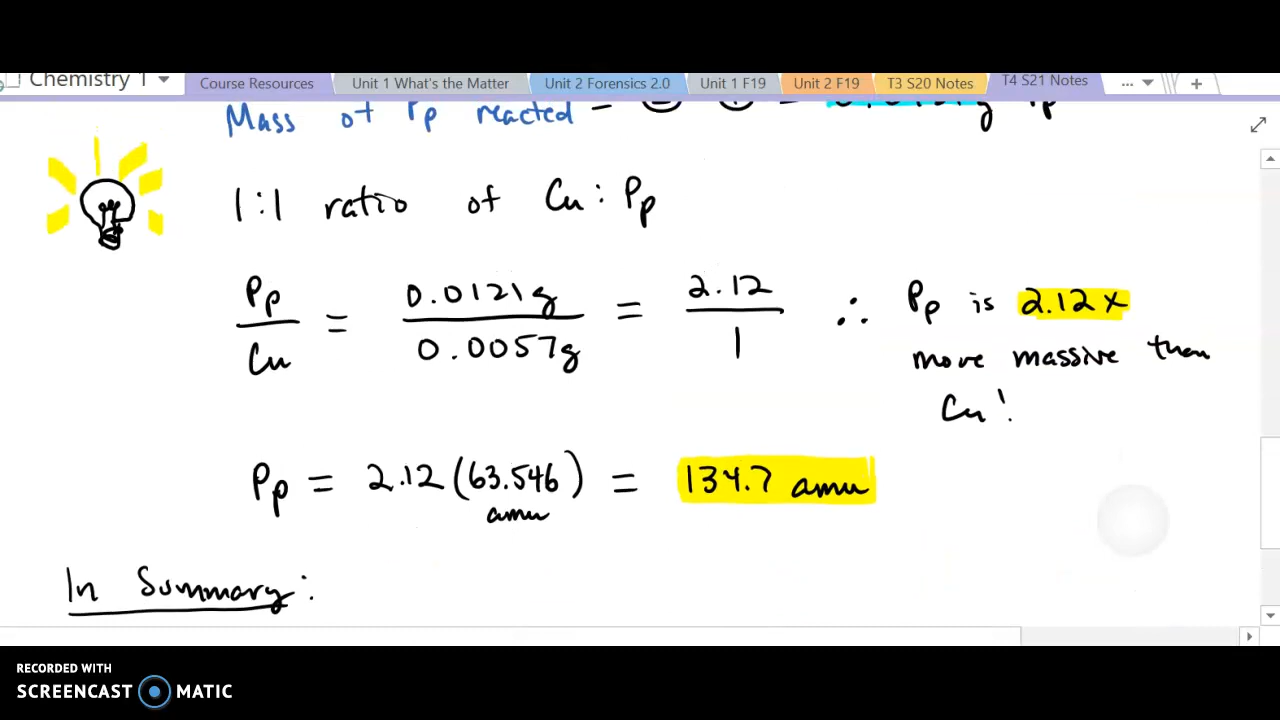 Chemistry 1
Course Resources
Unit 1 What's the Matter
Unit 2 Forensics 2.0
Unit 1 F19
Unit 2 F19
T3 S20 Notes
T4 S21 Notes
...
+
Mass of Pp reacted =
1:1 ratio of Cu : Pp
Pp/Cu = 0.0121g/0.0057g = 2.12/1 ∴ Pp is 2.12x
more massive than
Cu!
Pp = 2.12 (63.546 amu) = 134.7 amu
In Summary:
RECORDED WITH
SCREENCAST MATIC